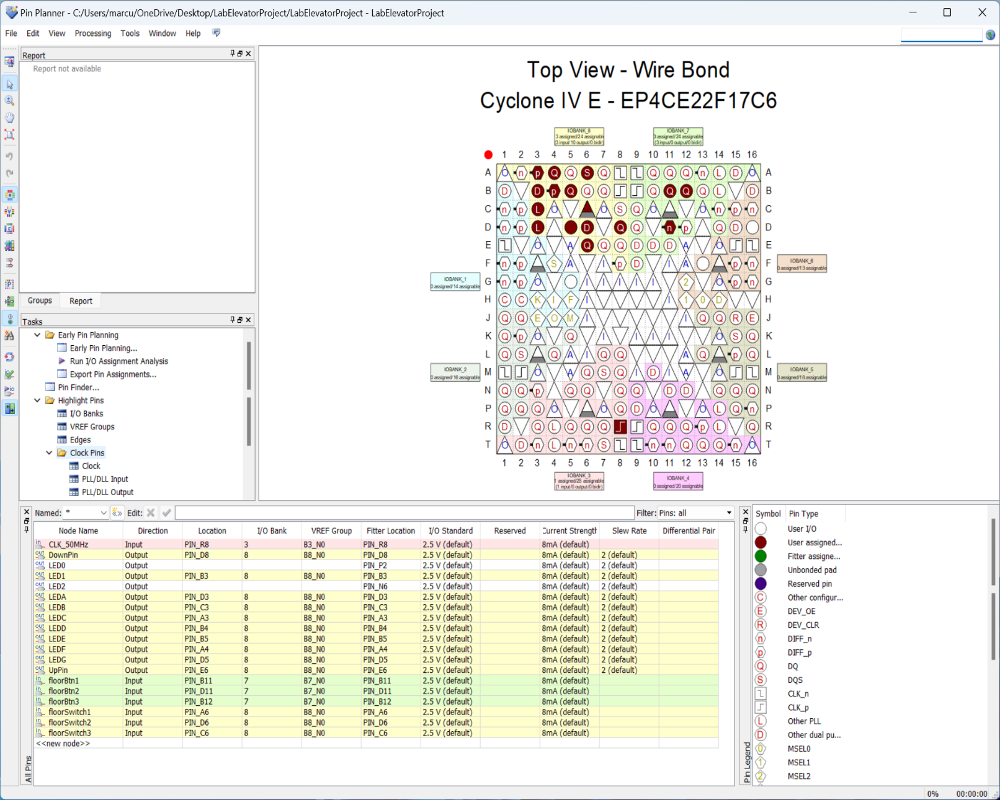 Pin Planner - C:/Users/marcu/OneDrive/Desktop/LabElevatorProject/LabElevatorProject - LabElevatorProject
File Edit View Processing Tools Window Help
Report
Report not available
Groups Report
Tasks
Early Pin Planning
Early Pin Planning...
Run I/O Assignment Analysis
Export Pin Assignments...
Pin Finder...
Highlight Pins
I/O Banks
VREF Groups
Edges
Clock Pins
Clock
PLL/DLL Input
PLL/DLL Output
Top View - Wire Bond
Cyclone IV E - EP4CE22F17C6
IOBANK_8
3 assigned/24 assignable
(3 input/10 output/0 bidir)
IOBANK_7
3 assigned/24 assignable
(3 input/0 output/0 bidir)
1 2 3 4 5 6 7 8 9 10 11 12 13 14 15 16
A A
B B
C C
D D
E E
F F
G G
H H
J J
K K
L L
M M
N N
P P
R R
T T
1 2 3 4 5 6 7 8 9 10 11 12 13 14 15 16
IOBANK_6
0 assigned/13 assignable
IOBANK_1
0 assigned/14 assignable
IOBANK_2
0 assigned/16 assignable
IOBANK_5
0 assigned/18 assignable
IOBANK_3
1 assigned/25 assignable
(1 input/0 output/0 bidir)
IOBANK_4
0 assigned/20 assignable
Named: * «» Edit: Filter: Pins: all
Node Name Direction Location I/O Bank VREF Group Fitter Location I/O Standard Reserved Current Strength Slew Rate Differential Pair
CLK_50MHz Input PIN_R8 3 B3_N0 PIN_R8 2.5 V (default) 8mA (default)
DownPin Output PIN_D8 8 B8_N0 PIN_D8 2.5 V (default) 8mA (default) 2 (default)
LED0 Output PIN_P2 2.5 V (default) 8mA (default) 2 (default)
LED1 Output PIN_B3 8 B8_N0 PIN_B3 2.5 V (default) 8mA (default) 2 (default)
LED2 Output PIN_N6 2.5 V (default) 8mA (default) 2 (default)
LEDA Output PIN_D3 8 B8_N0 PIN_D3 2.5 V (default) 8mA (default) 2 (default)
LEDB Output PIN_C3 8 B8_N0 PIN_C3 2.5 V (default) 8mA (default) 2 (default)
LEDC Output PIN_A3 8 B8_N0 PIN_A3 2.5 V (default) 8mA (default) 2 (default)
LEDD Output PIN_B4 8 B8_N0 PIN_B4 2.5 V (default) 8mA (default) 2 (default)
LEDE Output PIN_B5 8 B8_N0 PIN_B5 2.5 V (default) 8mA (default) 2 (default)
LEDF Output PIN_A4 8 B8_N0 PIN_A4 2.5 V (default) 8mA (default) 2 (default)
LEDG Output PIN_D5 8 B8_N0 PIN_D5 2.5 V (default) 8mA (default) 2 (default)
UpPin Output PIN_E6 8 B8_N0 PIN_E6 2.5 V (default) 8mA (default) 2 (default)
floorBtn1 Input PIN_B11 7 B7_N0 PIN_B11 2.5 V (default) 8mA (default)
floorBtn2 Input PIN_D11 7 B7_N0 PIN_D11 2.5 V (default) 8mA (default)
floorBtn3 Input PIN_B12 7 B7_N0 PIN_B12 2.5 V (default) 8mA (default)
floorSwitch1 Input PIN_A6 8 B8_N0 PIN_A6 2.5 V (default) 8mA (default)
floorSwitch2 Input PIN_D6 8 B8_N0 PIN_D6 2.5 V (default) 8mA (default)
floorSwitch3 Input PIN_C6 8 B8_N0 PIN_C6 2.5 V (default) 8mA (default)
<<new node>>
All Pins
Pin Legend
Symbol Pin Type
User I/O
User assigned...
Fitter assigne...
Unbonded pad
Reserved pin
C Other configur...
E DEV_OE
R DEV_CLR
n DIFF_n
p DIFF_p
Q DQ
S DQS
CLK_n
CLK_p
L Other PLL
D Other dual pu...
0 MSEL0
1 MSEL1
2 MSEL2
0% 00:00:00